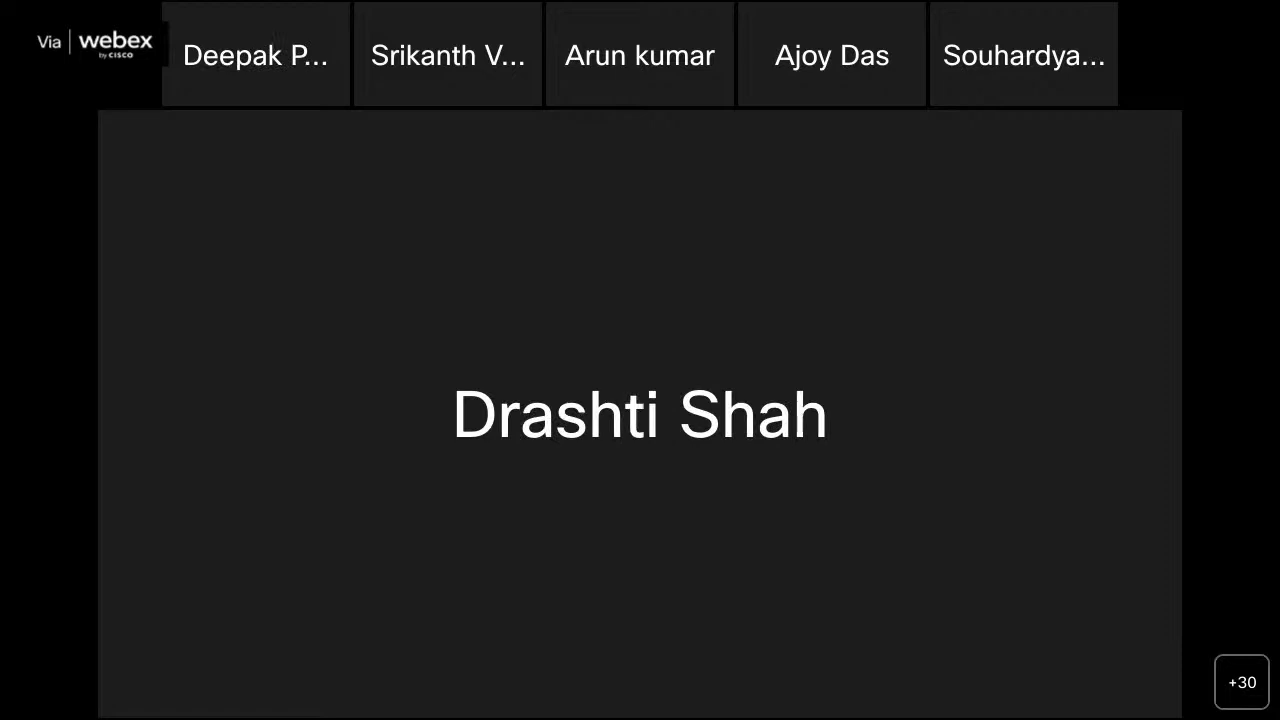 Via | webex
by CISCO
Deepak P...
Srikanth V...
Arun kumar
Ajoy Das
Souhardya...
Drashti Shah
+30